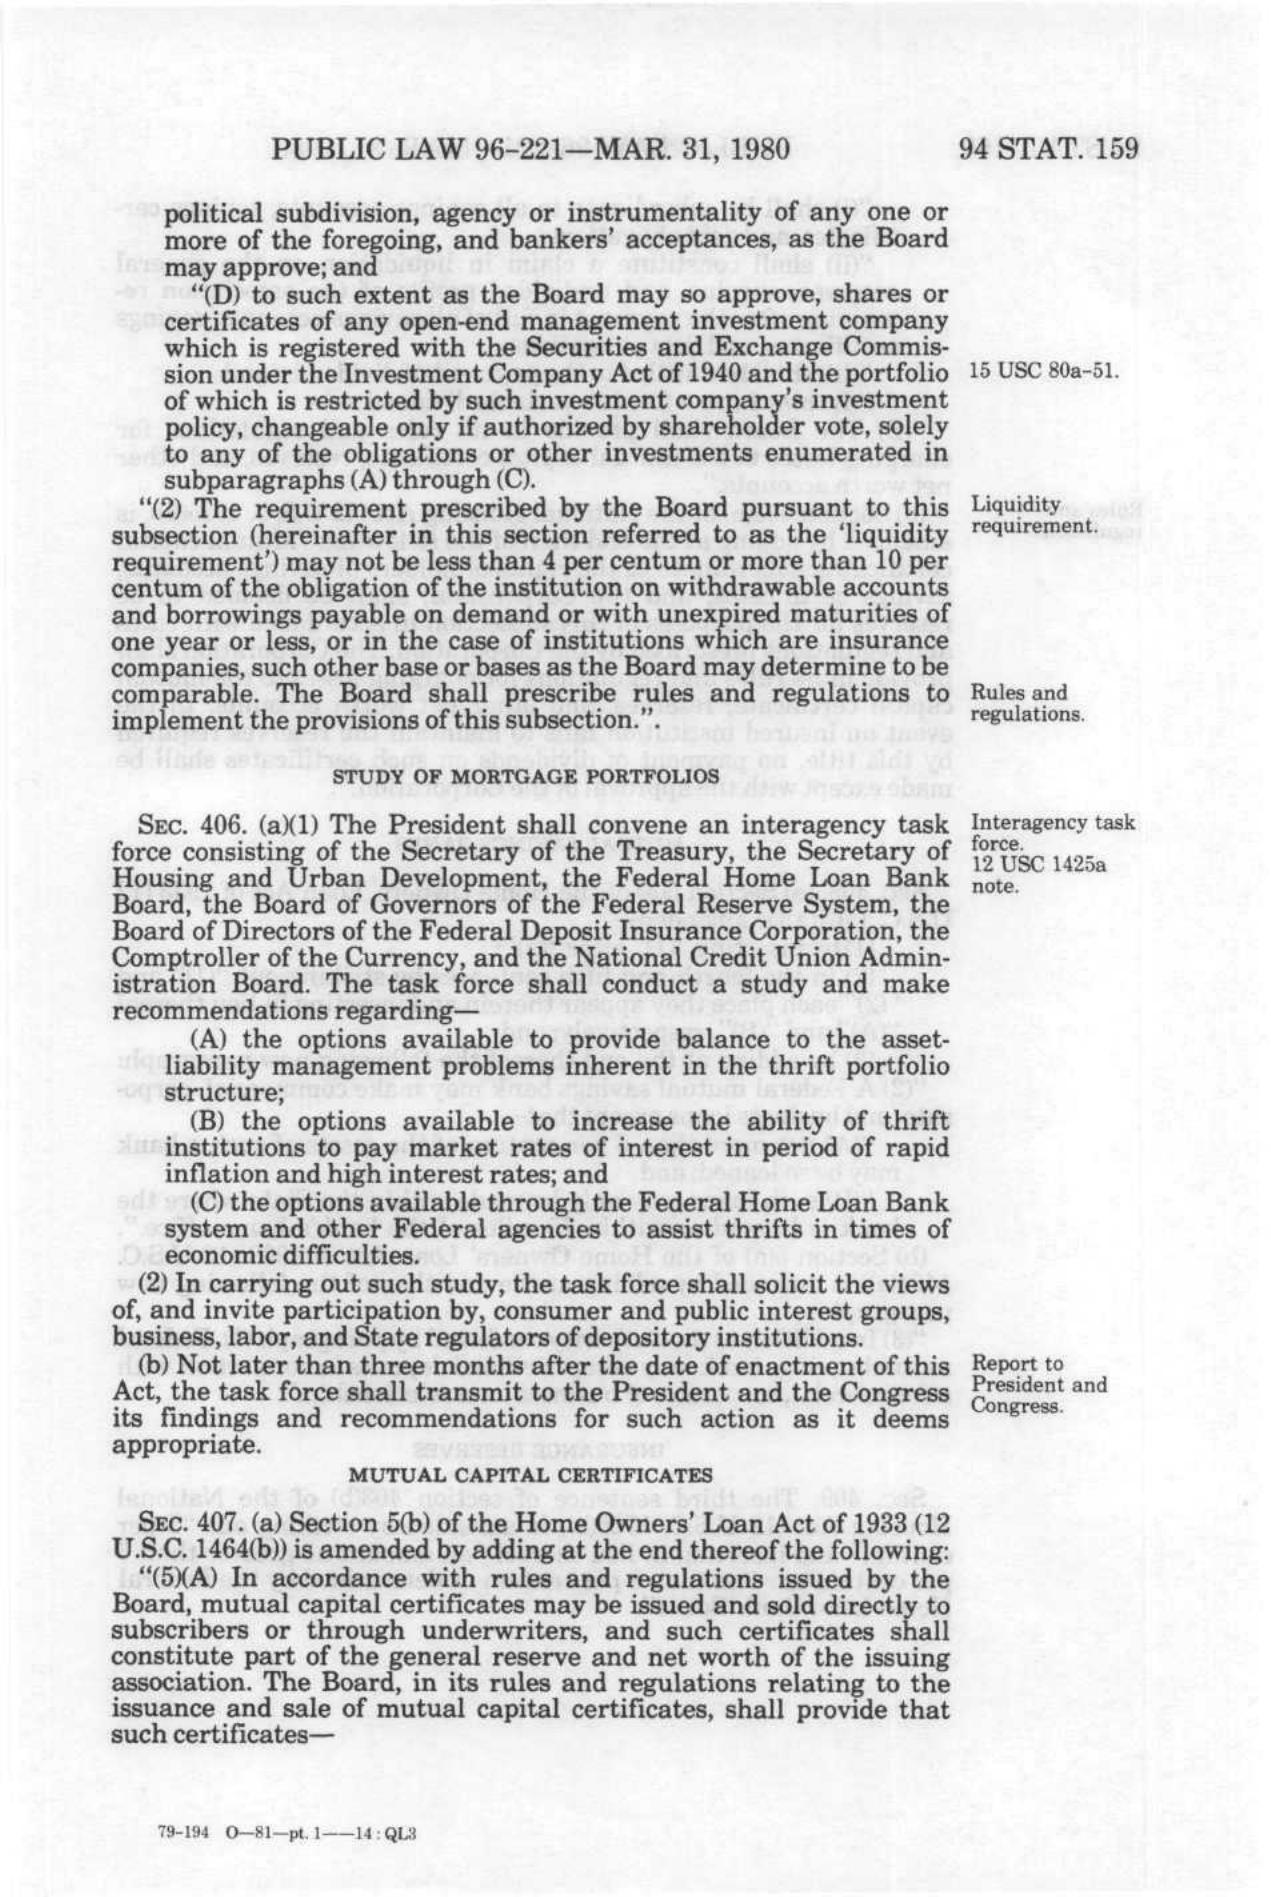 PUBLIC LAW 96-221—MAR. 31, 1980 94 STAT. 159
political subdivision, agency or instrumentality of any one or
more of the foregoing, and bankers' acceptances, as the Board
may approve; and
"(D) to such extent as the Board may so approve, shares or
certificates of any open-end management investment company
which is registered with the Securities and Exchange Commis-
sion under the Investment Company Act of 1940 and the portfolio
15 USC 80a-51.
of which is restricted by such investment company's investment
policy, changeable only if authorized by shareholder vote, solely
to any of the obligations or other investments enumerated in
subparagraphs (A) through (C).
"(2) The requirement prescribed by the Board pursuant to this
subsection (hereinafter in this section referred to as the 'liquidity
Liquidity
requirement.
requirement') may not be less than 4 per centum or more than 10 per
centum of the obligation of the institution on withdrawable accounts
and borrowings payable on demand or with unexpired maturities of
one year or less, or in the case of institutions which are insurance
companies, such other base or bases as the Board may determine to be
comparable. The Board shall prescribe rules and regulations to
implement the provisions of this subsection.".
Rules and
regulations.
STUDY OF MORTGAGE PORTFOLIOS
SEC. 406. (a)(1) The President shall convene an interagency task
force consisting of the Secretary of the Treasury, the Secretary of
Housing and Urban Development, the Federal Home Loan Bank
Interagency task
force.
12 USC 1425a
note.
Board, the Board of Governors of the Federal Reserve System, the
Board of Directors of the Federal Deposit Insurance Corporation, the
Comptroller of the Currency, and the National Credit Union Admin-
istration Board. The task force shall conduct a study and make
recommendations regarding—
(A) the options available to provide balance to the asset-
liability management problems inherent in the thrift portfolio
structure;
(B) the options available to increase the ability of thrift
institutions to pay market rates of interest in period of rapid
inflation and high interest rates; and
(C) the options available through the Federal Home Loan Bank
system and other Federal agencies to assist thrifts in times of
economic difficulties.
(2) In carrying out such study, the task force shall solicit the views
of, and invite participation by, consumer and public interest groups,
business, labor, and State regulators of depository institutions.
(b) Not later than three months after the date of enactment of this
Act, the task force shall transmit to the President and the Congress
its findings and recommendations for such action as it deems
appropriate.
Report to
President and
Congress.
MUTUAL CAPITAL CERTIFICATES
SEC. 407. (a) Section 5(b) of the Home Owners' Loan Act of 1933 (12
U.S.C. 1464(b)) is amended by adding at the end thereof the following:
"(5)(A) In accordance with rules and regulations issued by the
Board, mutual capital certificates may be issued and sold directly to
subscribers or through underwriters, and such certificates shall
constitute part of the general reserve and net worth of the issuing
association. The Board, in its rules and regulations relating to the
issuance and sale of mutual capital certificates, shall provide that
such certificates—
79-194 O—81—pt. 1——14 : QL3